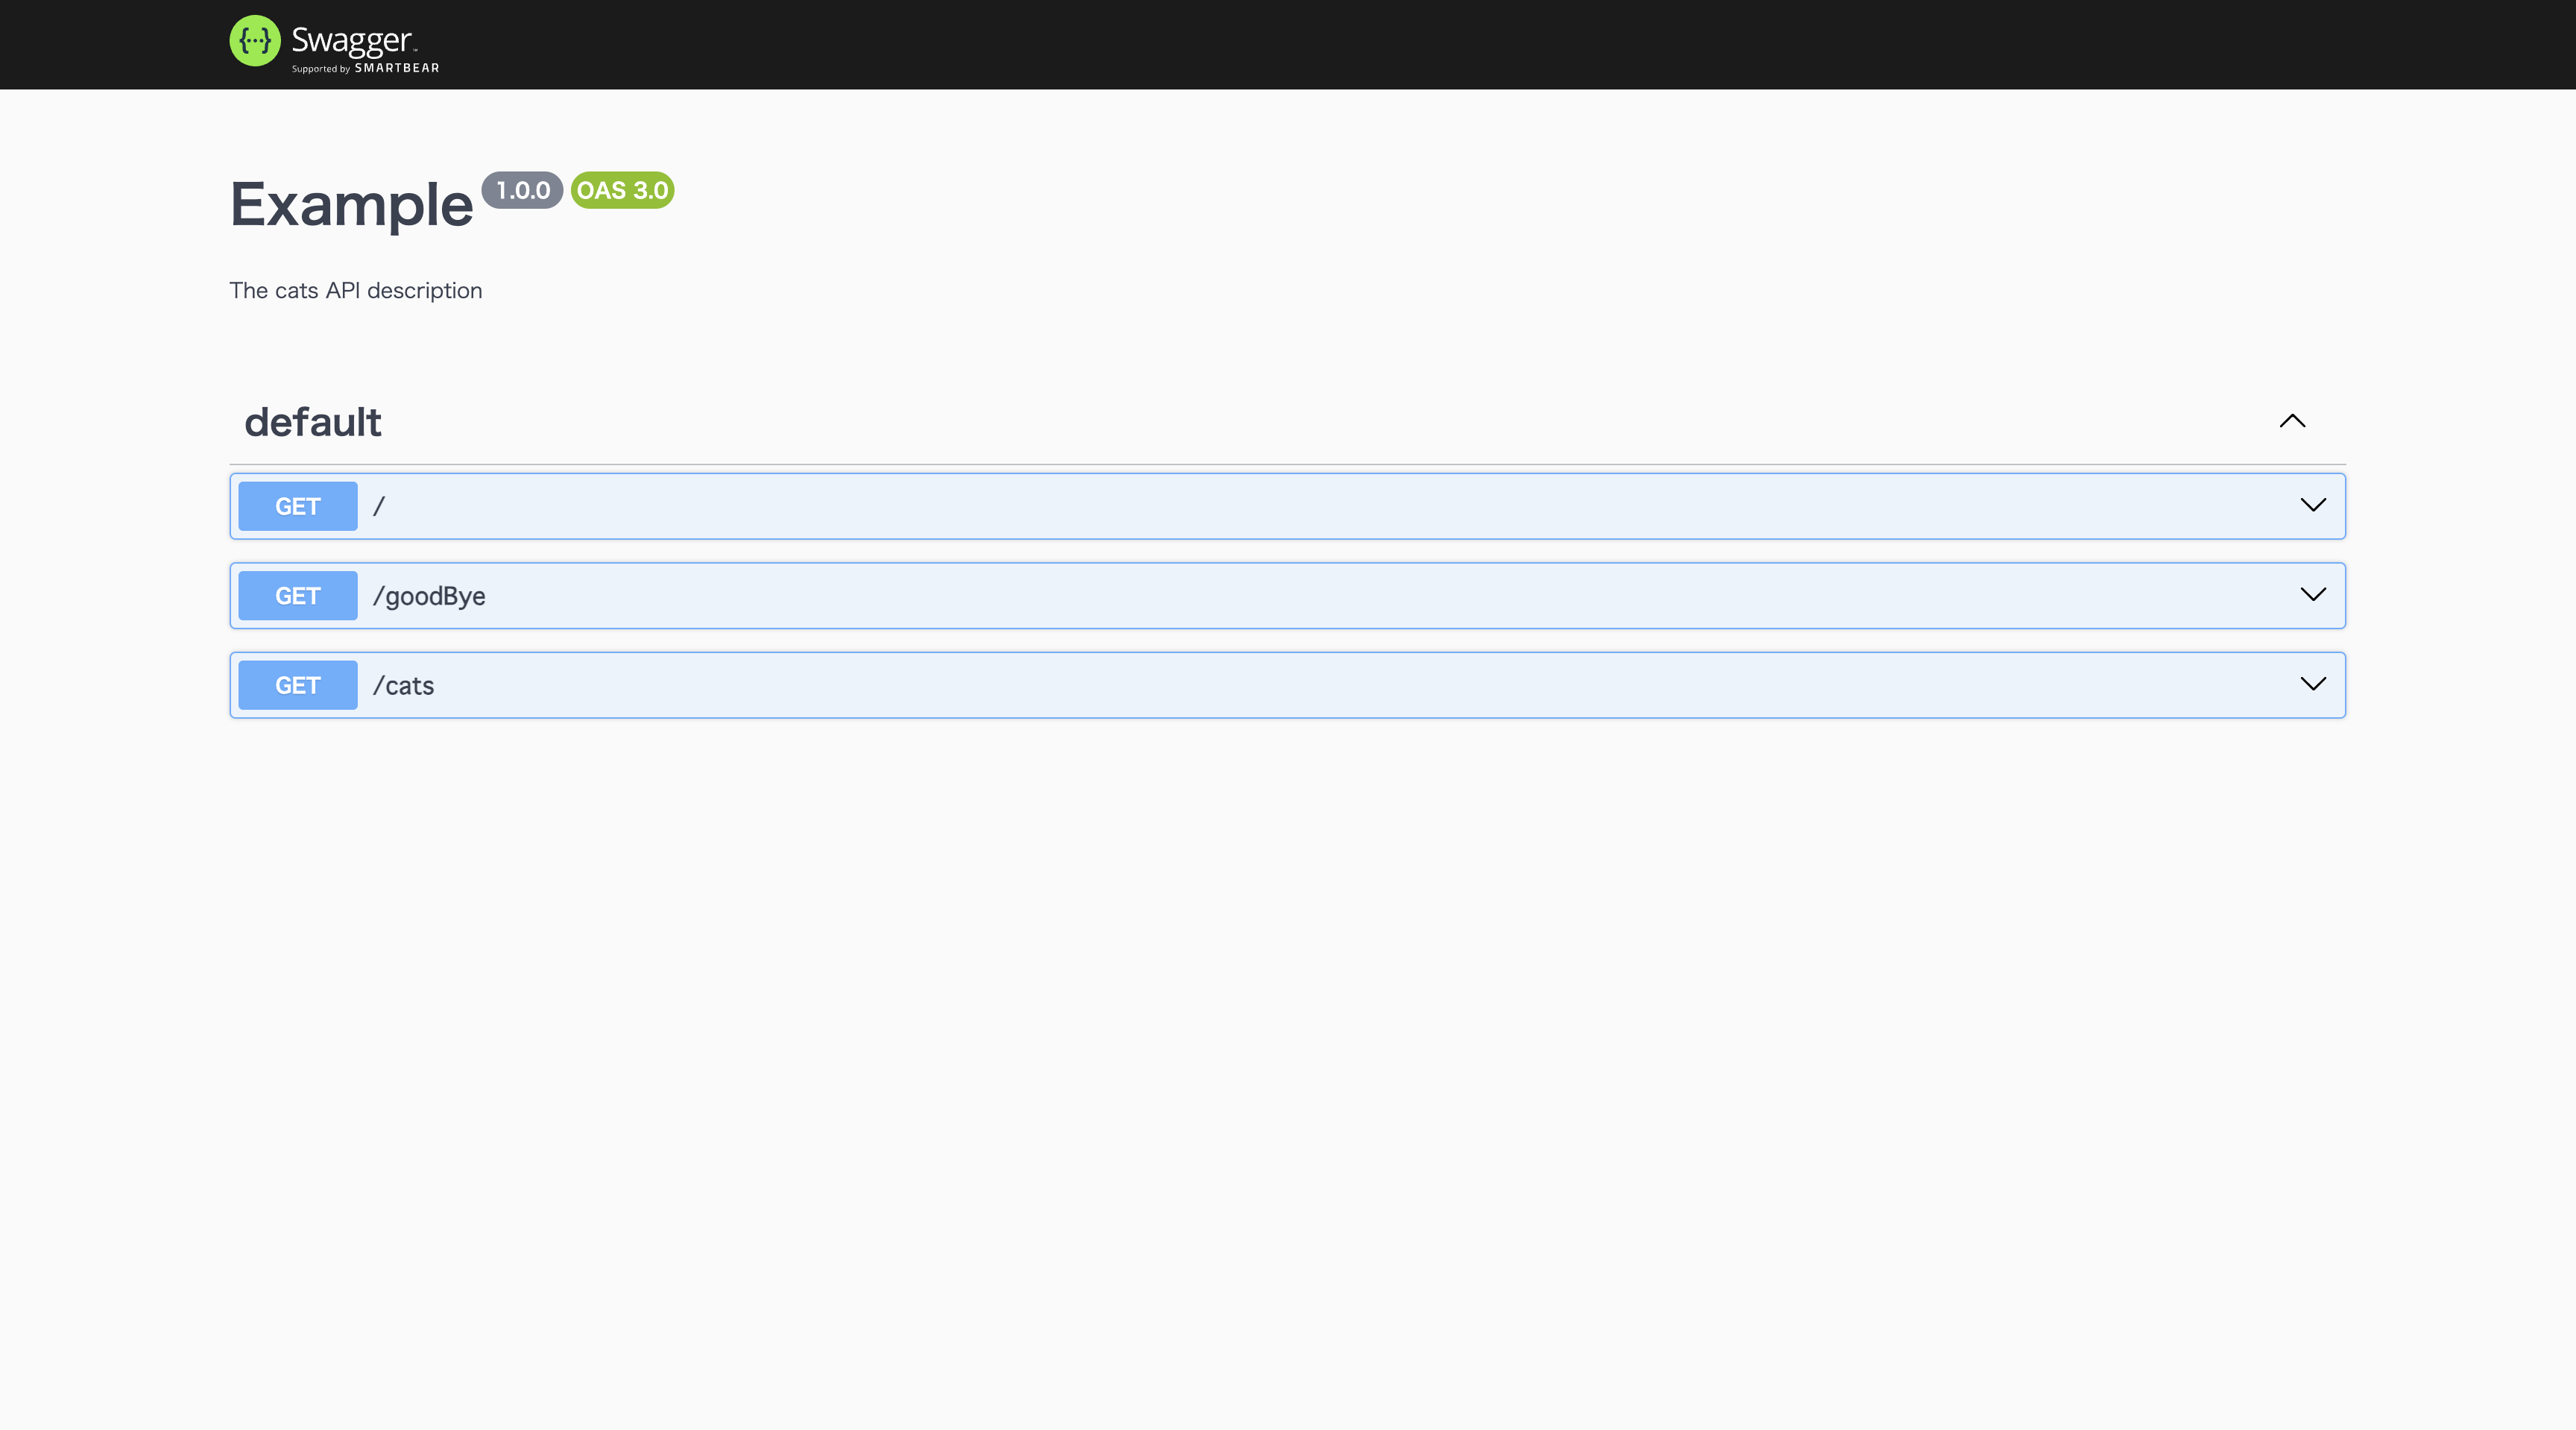 {···} Swagger™
Supported by SMARTBEAR
Example 1.0.0 OAS 3.0
The cats API description
default
GET /
GET /goodBye
GET /cats